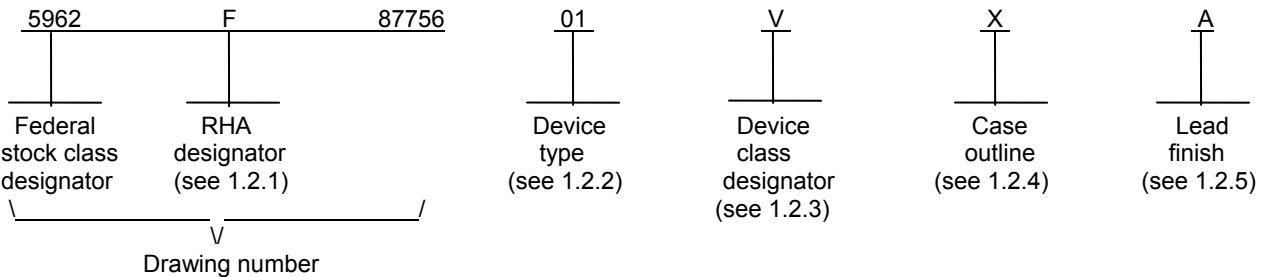 5962 F 87756 01 V X A
Federal RHA Device Device Case Lead
stock class designator type class outline finish
designator (see 1.2.1) (see 1.2.2) designator (see 1.2.4) (see 1.2.5)
(see 1.2.3)
\ /
\/
Drawing number